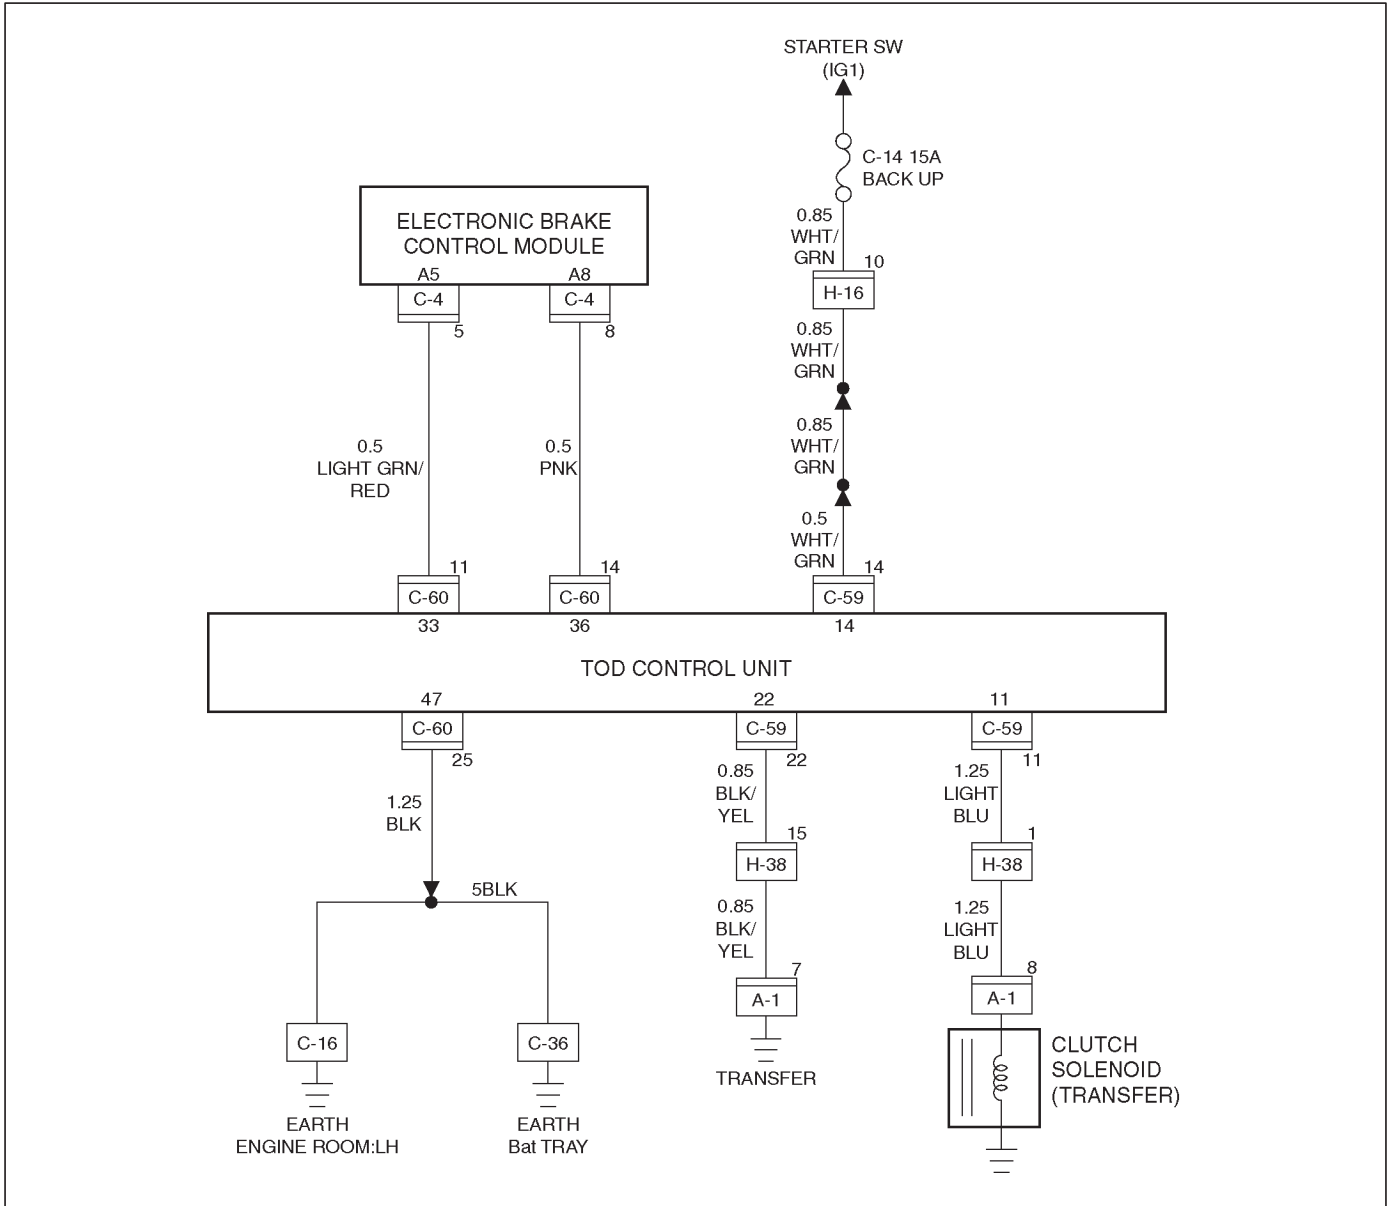 STARTER SW
(IG1)
C-14 15A
BACK UP
0.85
WHT/
GRN
10
H-16
ELECTRONIC BRAKE
CONTROL MODULE
A5
A8
C-4
C-4
5
8
0.85
WHT/
GRN
0.85
WHT/
GRN
0.5
LIGHT GRN/
RED
0.5
PNK
0.5
WHT/
GRN
11
14
14
C-60
C-60
C-59
33
36
14
TOD CONTROL UNIT
47
22
11
C-60
C-59
C-59
25
22
11
1.25
BLK
0.85
BLK/
YEL
1.25
LIGHT
BLU
15
1
H-38
H-38
5BLK
0.85
BLK/
YEL
1.25
LIGHT
BLU
7
8
A-1
A-1
C-16
C-36
TRANSFER
CLUTCH
SOLENOID
(TRANSFER)
EARTH
ENGINE ROOM:LH
EARTH
Bat TRAY